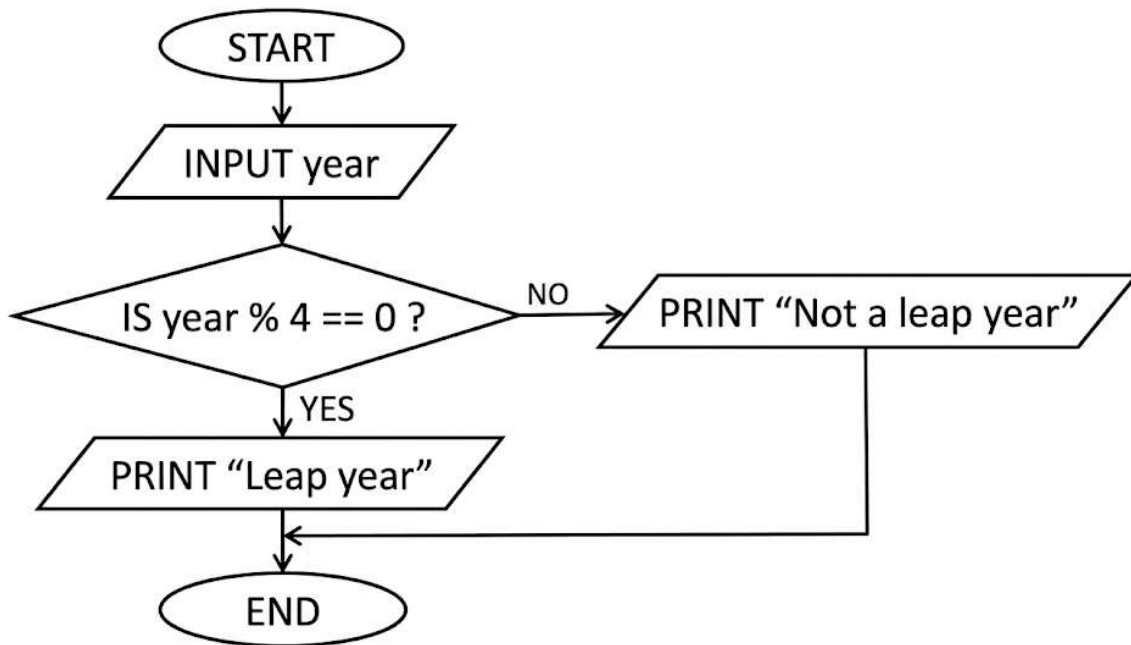 START
INPUT year
IS year % 4 == 0 ?
NO
PRINT “Not a leap year”
YES
PRINT “Leap year”
END